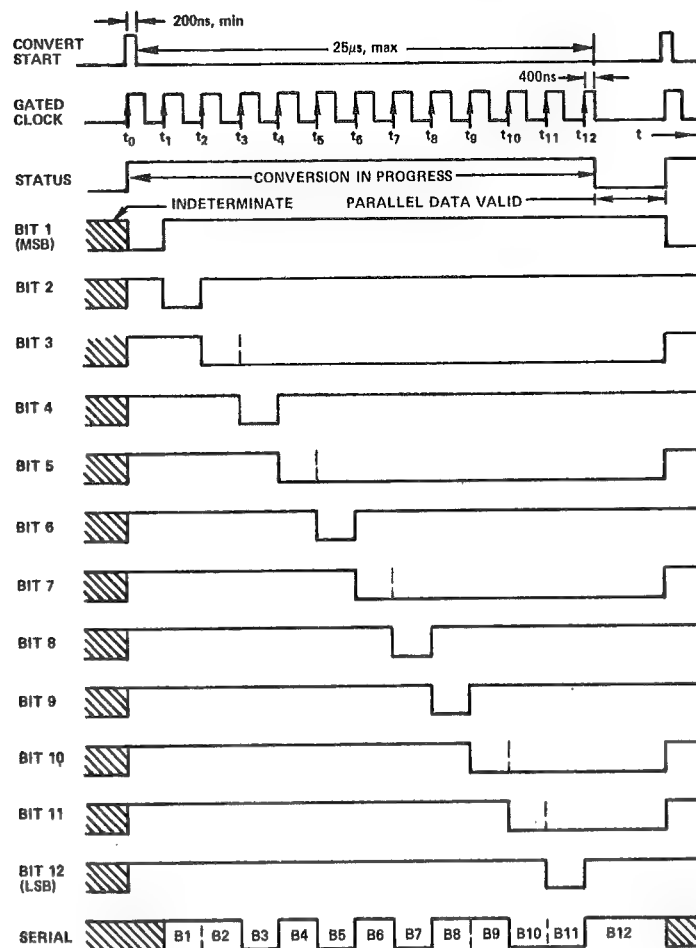 200ns, min
CONVERT
START
25μs, max
400ns
GATED
CLOCK
t0 t1 t2 t3 t4 t5 t6 t7 t8 t9 t10 t11 t12 t
STATUS
CONVERSION IN PROGRESS
INDETERMINATE
PARALLEL DATA VALID
BIT 1
(MSB)
BIT 2
BIT 3
BIT 4
BIT 5
BIT 6
BIT 7
BIT 8
BIT 9
BIT 10
BIT 11
BIT 12
(LSB)
SERIAL
B1 B2 B3 B4 B5 B6 B7 B8 B9 B10 B11 B12